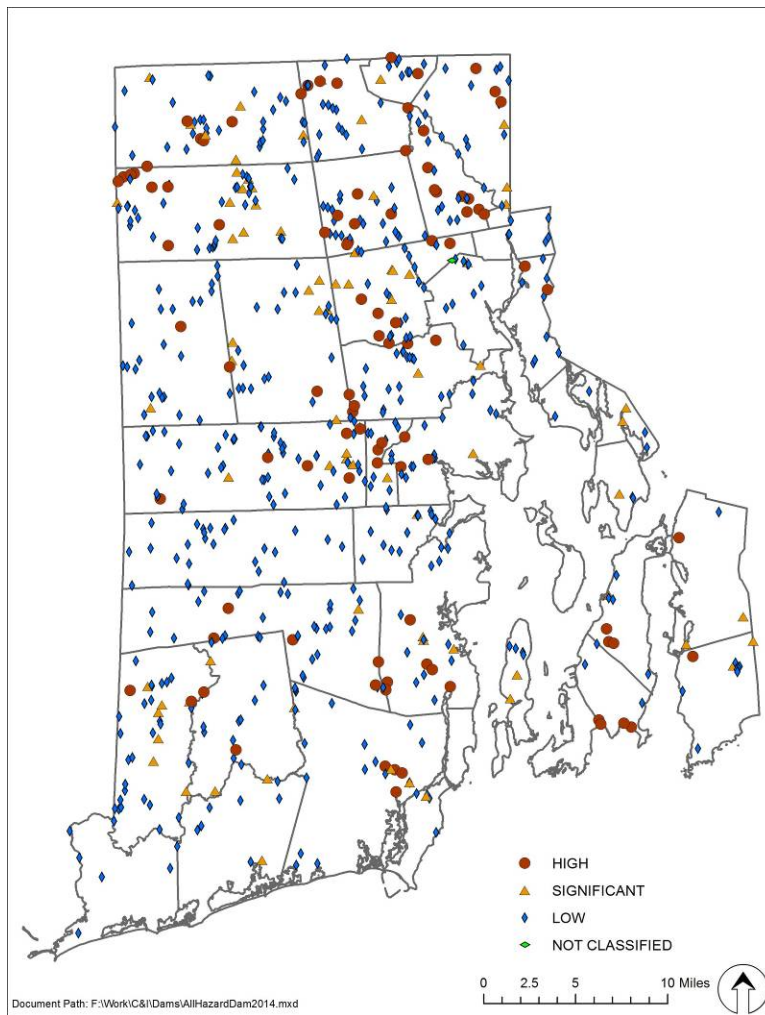 HIGH
SIGNIFICANT
LOW
NOT CLASSIFIED
0 2.5 5 10 Miles
Document Path: F:\Work\C&I\Dams\AllHazardDam2014.mxd